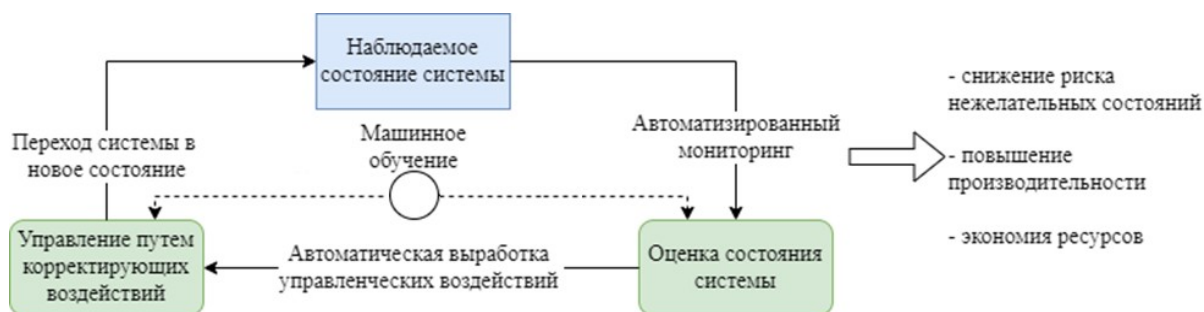 Наблюдаемое
состояние системы
Переход системы в
новое состояние
Машинное
обучение
Автоматизированный
мониторинг
- снижение риска
нежелательных состояний
- повышение
производительности
- экономия ресурсов
Управление путем
корректирующих
воздействий
Автоматическая выработка
управленческих воздействий
Оценка состояния
системы